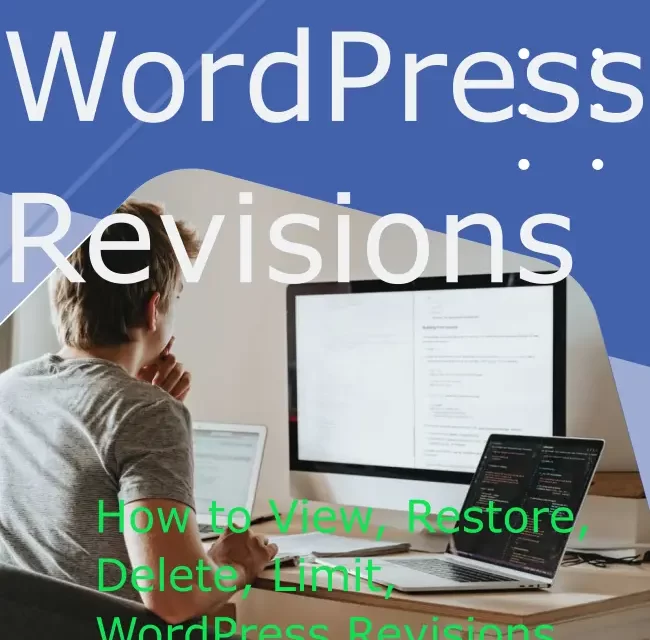 WordPress
Revisions
How to View, Restore,
Delete, Limit,
WordPress Revisions